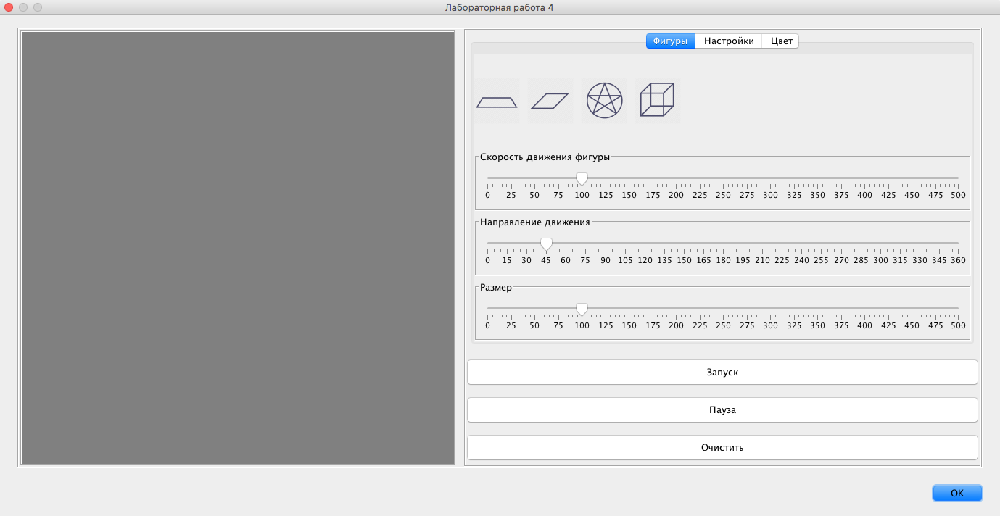 Лабораторная работа 4
Фигуры Настройки Цвет
Скорость движения фигуры
0 25 50 75 100 125 150 175 200 225 250 275 300 325 350 375 400 425 450 475 500
Направление движения
0 15 30 45 60 75 90 105 120 135 150 165 180 195 210 225 240 255 270 285 300 315 330 345 360
Размер
0 25 50 75 100 125 150 175 200 225 250 275 300 325 350 375 400 425 450 475 500
Запуск
Пауза
Очистить
OK